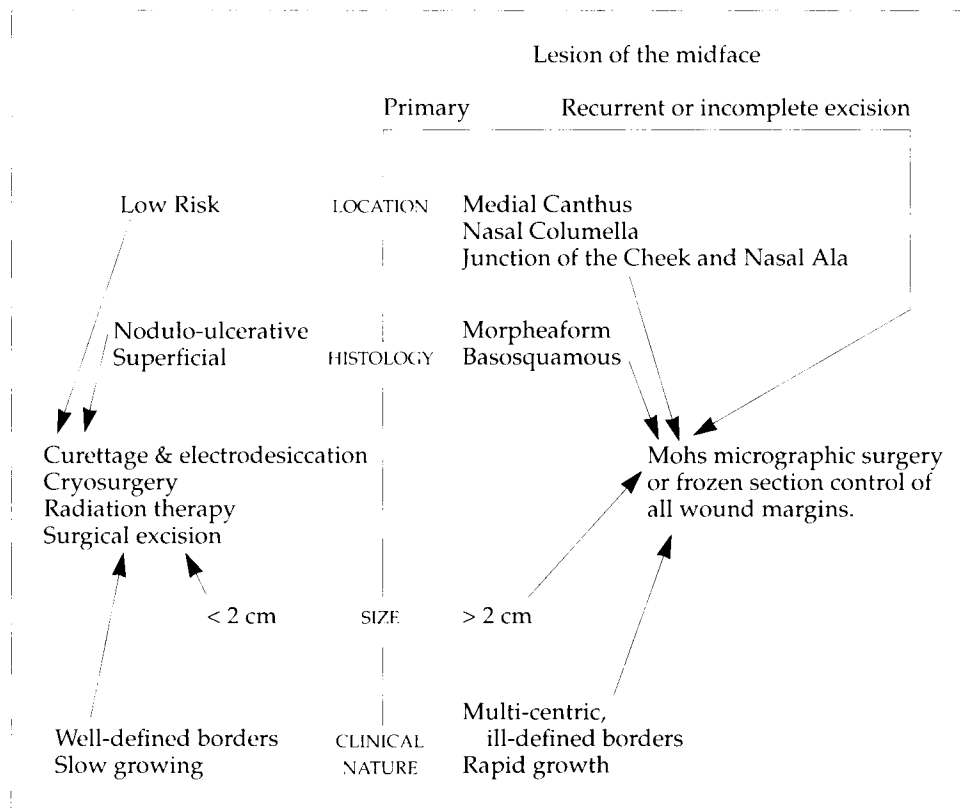 Lesion of the midface
Primary
Recurrent or incomplete excision
Low Risk
LOCATION
Medial Canthus
Nasal Columella
Junction of the Cheek and Nasal Ala
Nodulo-ulcerative
Superficial
HISTOLOGY
Morpheaform
Basosquamous
Curettage & electrodesiccation
Cryosurgery
Radiation therapy
Surgical excision
Mohs micrographic surgery
or frozen section control of
all wound margins.
< 2 cm
SIZE
> 2 cm
Well-defined borders
Slow growing
CLINICAL
NATURE
Multi-centric,
ill-defined borders
Rapid growth